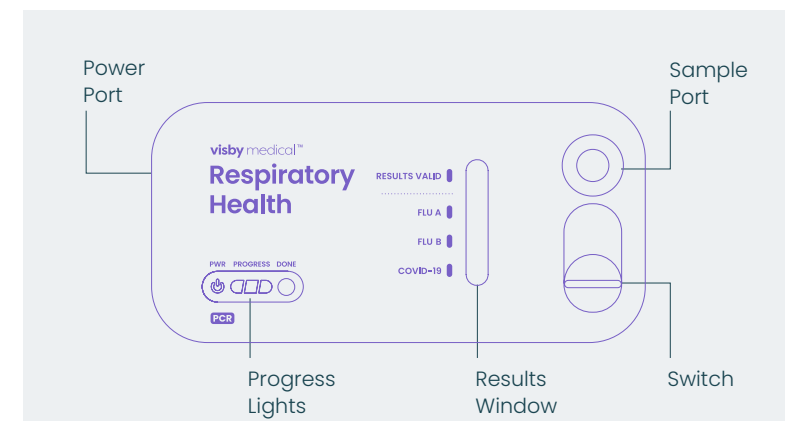 Power
Port
Sample
Port
visby medical™
Respiratory
Health
RESULTS VALID
FLU A
FLU B
COVID-19
PWR PROGRESS DONE
PCR
Progress
Lights
Results
Window
Switch